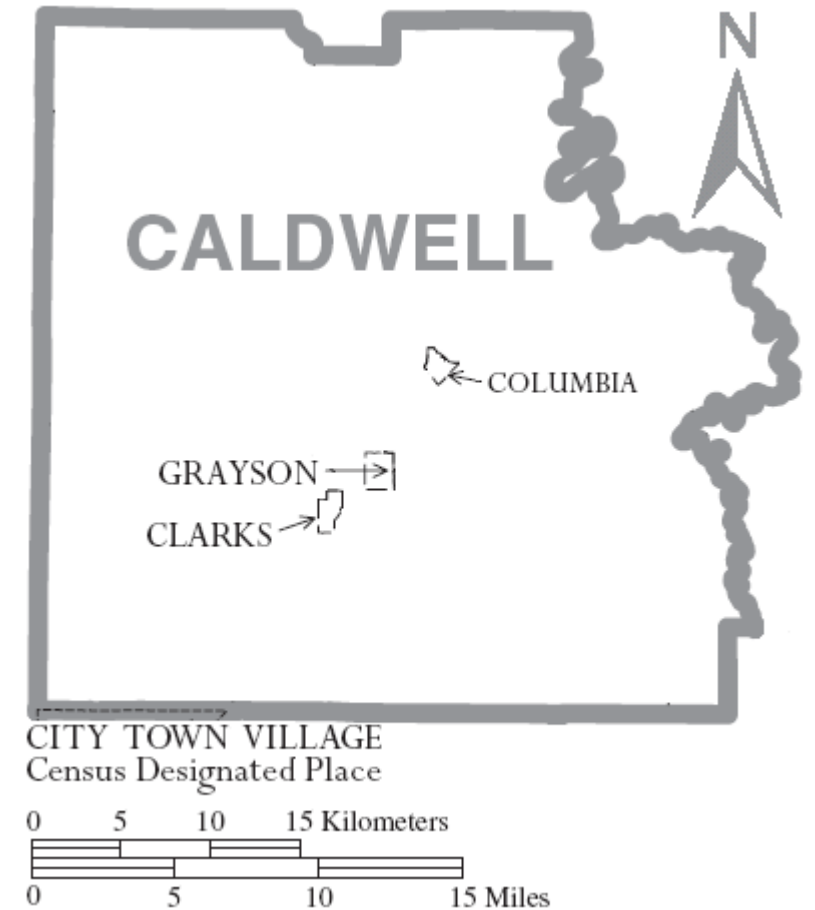 N
CALDWELL
COLUMBIA
GRAYSON
CLARKS
CITY TOWN VILLAGE
Census Designated Place
0 5 10 15 Kilometers
0 5 10 15 Miles